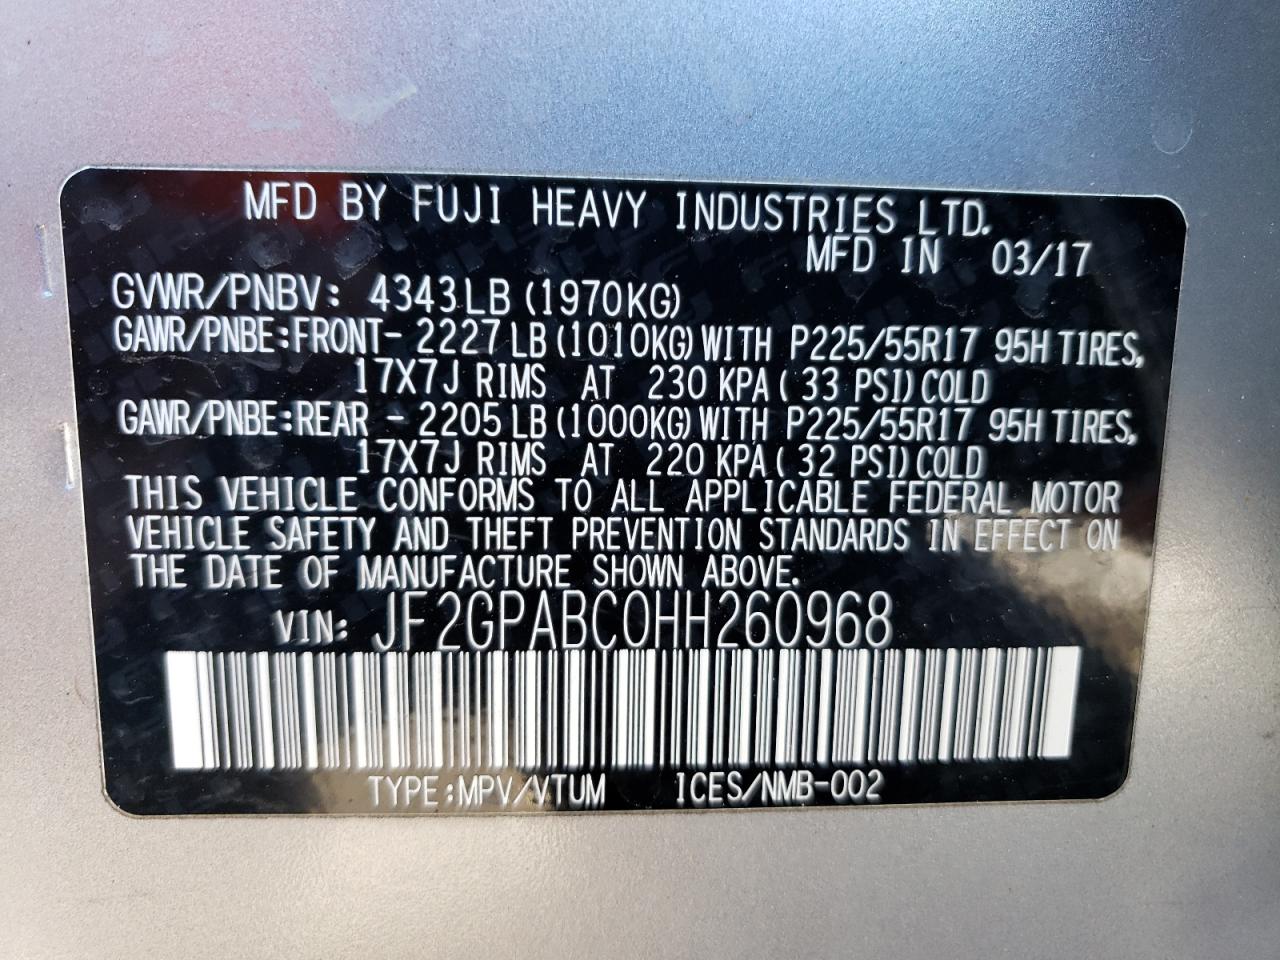 MFD BY FUJI HEAVY INDUSTRIES LTD.
MFD IN 03/17
GVWR/PNBV: 4343LB (1970KG)
GAWR/PNBE:FRONT- 2227LB (1010KG) WITH P225/55R17 95H TIRES,
17X7J RIMS AT 230 KPA ( 33 PSI) COLD
GAWR/PNBE:REAR - 2205LB (1000KG) WITH P225/55R17 95H TIRES,
17X7J RIMS AT 220 KPA ( 32 PSI) COLD
THIS VEHICLE CONFORMS TO ALL APPLICABLE FEDERAL MOTOR
VEHICLE SAFETY AND THEFT PREVENTION STANDARDS IN EFFECT ON
THE DATE OF MANUFACTURE SHOWN ABOVE.
VIN: JF2GPABC0HH260968
TYPE:MPV/VTUM ICES/NMB-002